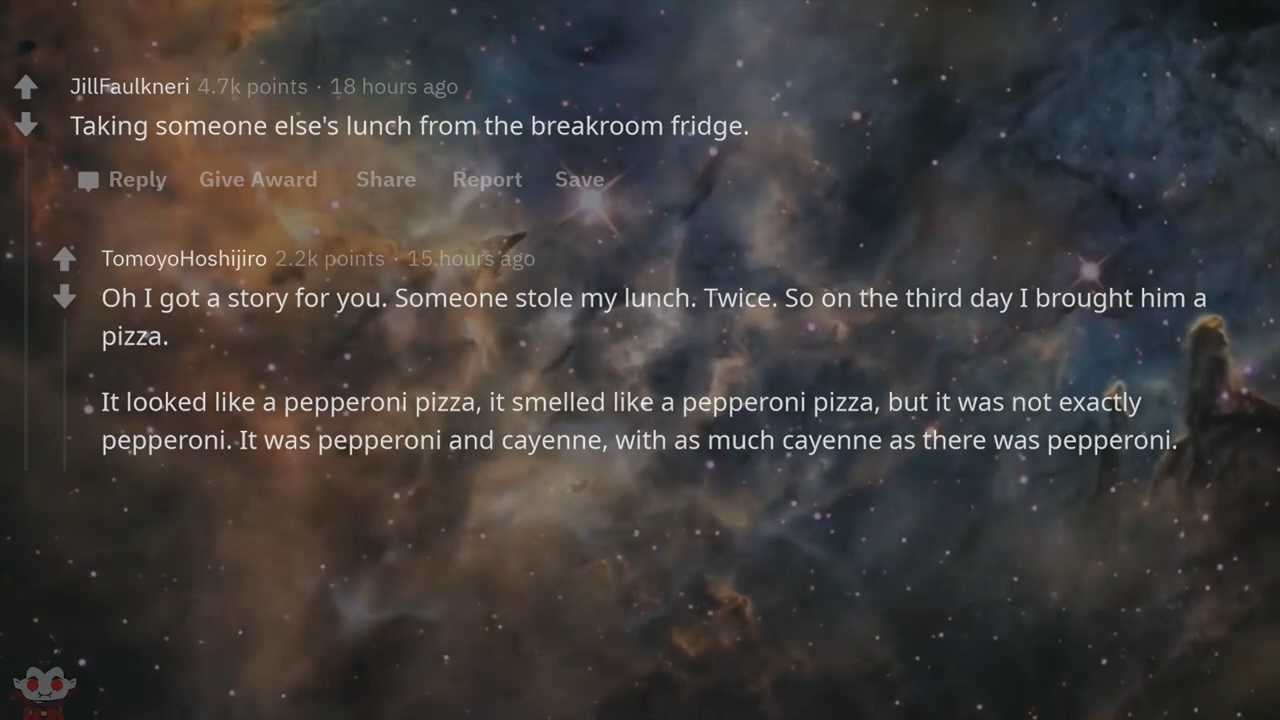 JillFaulkneri 4.7k points · 18 hours ago
Taking someone else's lunch from the breakroom fridge.
Reply Give Award Share Report Save
TomoyoHoshijiro 2.2k points · 15 hours ago
Oh I got a story for you. Someone stole my lunch. Twice. So on the third day I brought him a
pizza.
It looked like a pepperoni pizza, it smelled like a pepperoni pizza, but it was not exactly
pepperoni. It was pepperoni and cayenne, with as much cayenne as there was pepperoni.